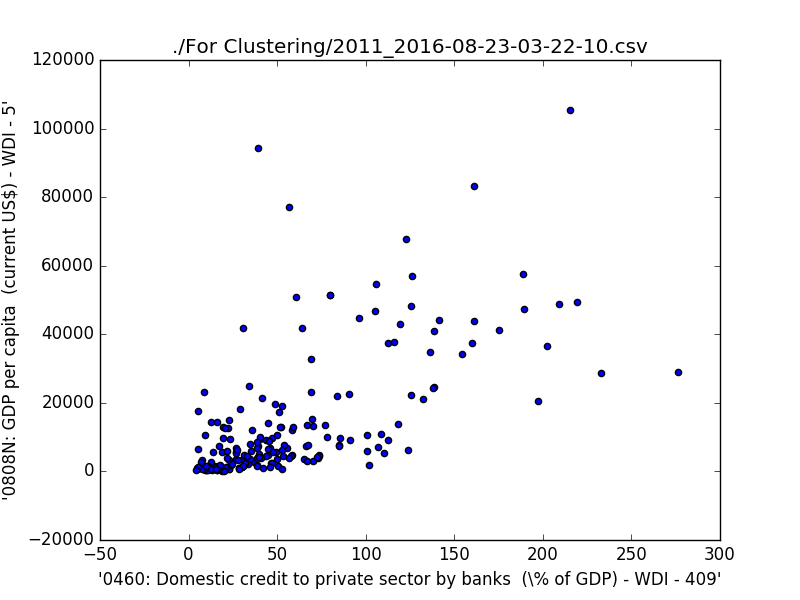 ./For Clustering/2011_2016-08-23-03-22-10.csv
120000
100000
80000
60000
40000
20000
0
−20000
'0808N: GDP per capita  (current US$) - WDI - 5'
−50 0 50 100 150 200 250 300
'0460: Domestic credit to private sector by banks  (\% of GDP) - WDI - 409'